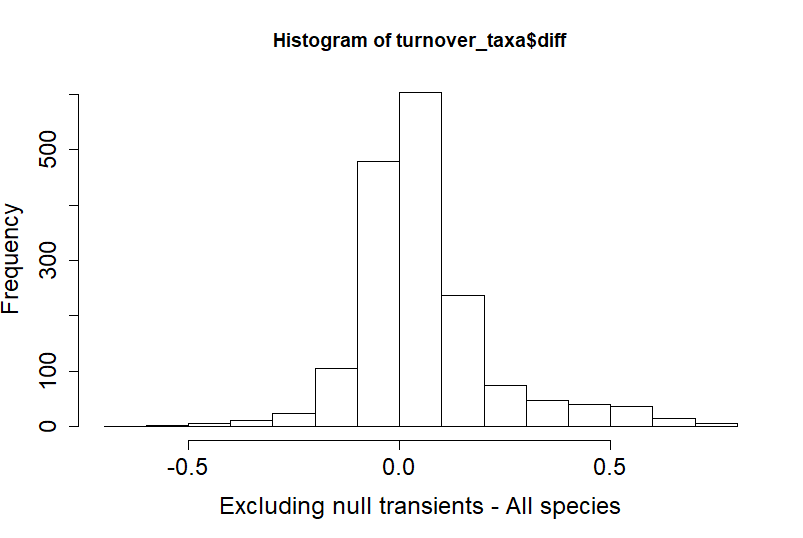 Histogram of turnover_taxa$diff
Frequency
500
300
100
0
-0.5
0.0
0.5
Excluding null transients - All species